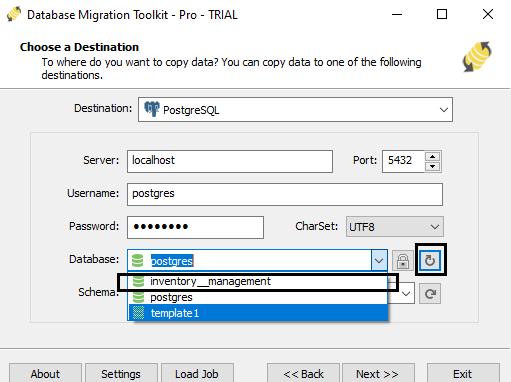 Database Migration Toolkit - Pro - TRIAL
Choose a Destination
To where do you want to copy data? You can copy data to one of the following
destinations.
Destination: PostgreSQL
Server: localhost Port: 5432
Username: postgres
Password: ●●●●●●●● CharSet: UTF8
Database: postgres
inventory__management
Schema:
postgres
template1
About Settings Load Job << Back Next >> Exit